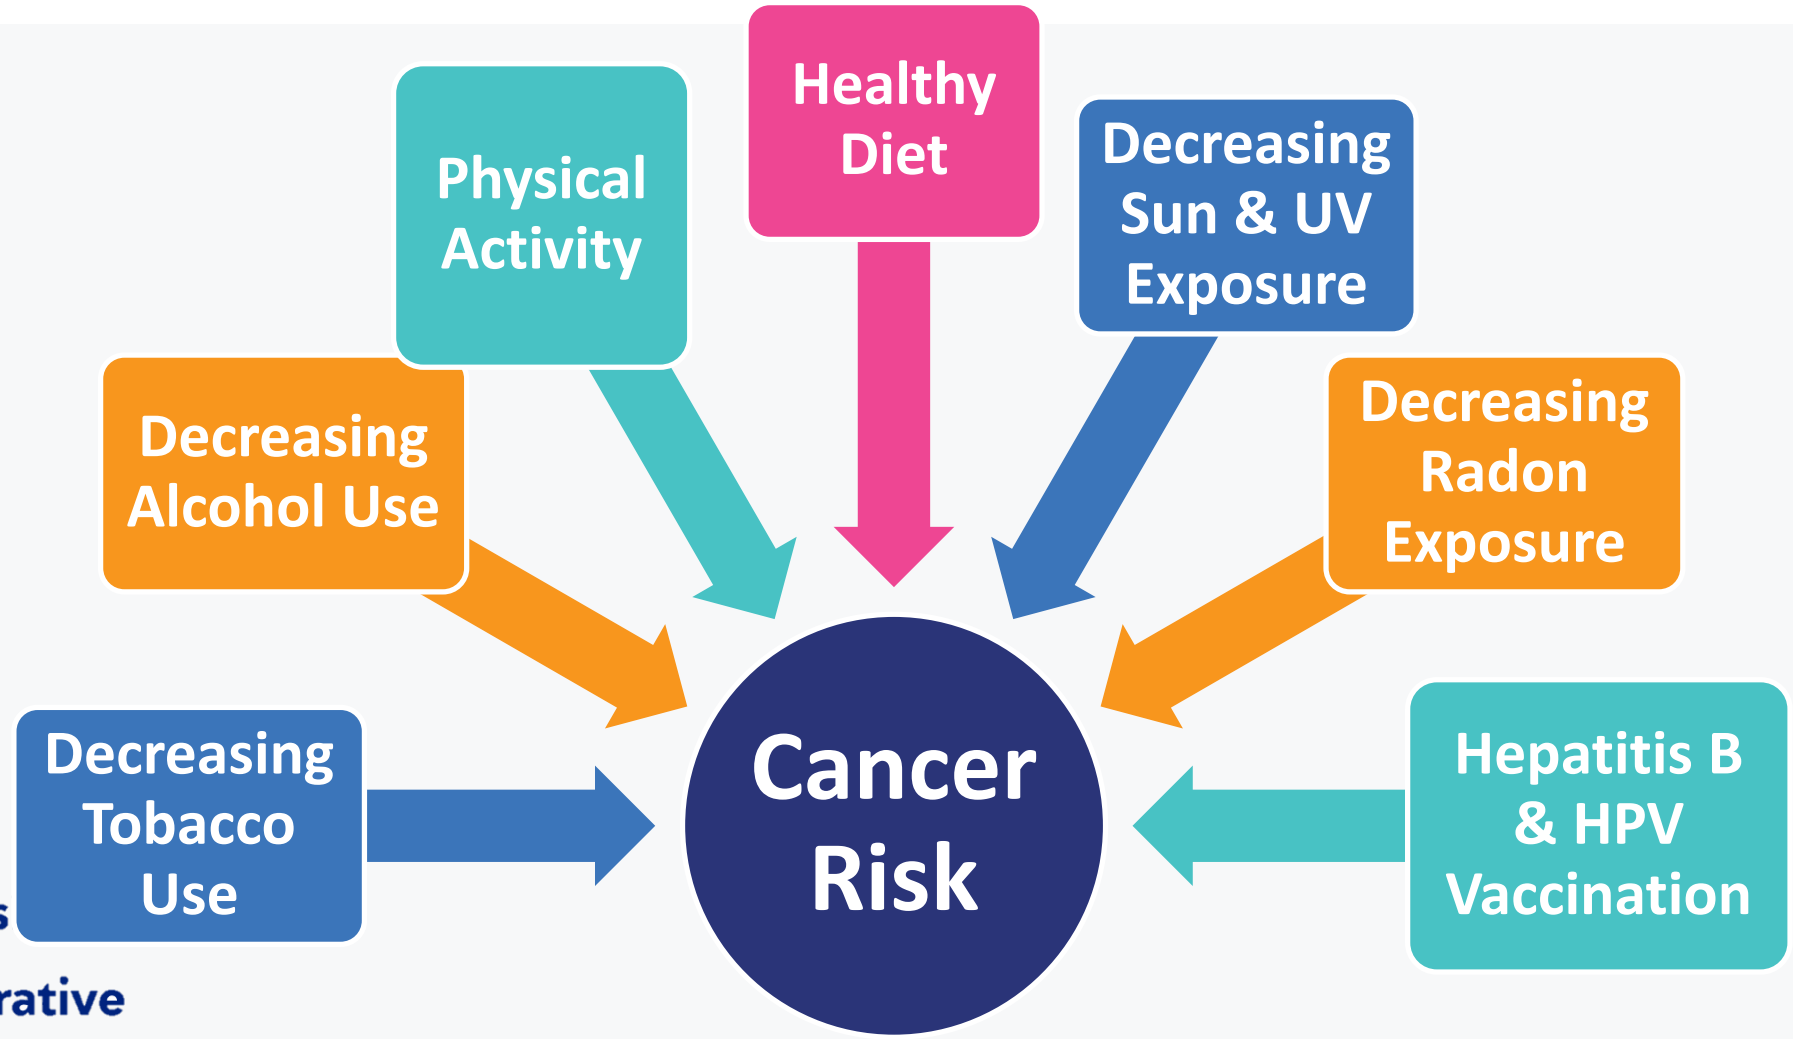 Healthy
Diet
Physical
Activity
Decreasing
Sun & UV
Exposure
Decreasing
Alcohol Use
Decreasing
Radon
Exposure
Decreasing
Tobacco
Use
Cancer
Risk
Hepatitis B
& HPV
Vaccination